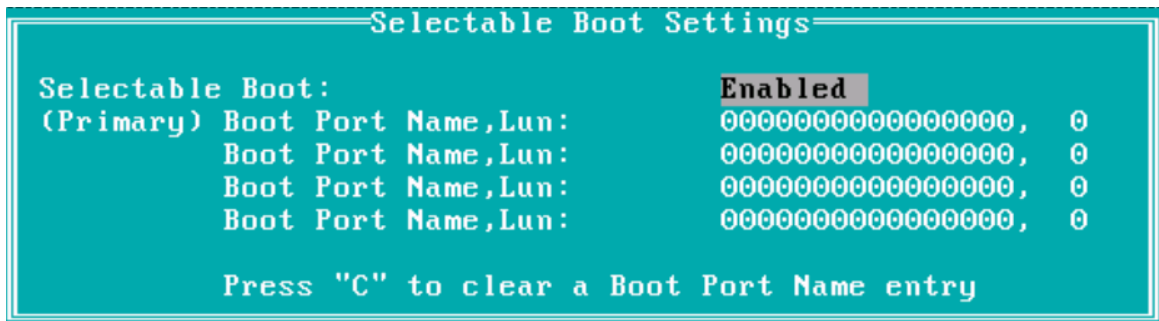 Selectable Boot Settings
Selectable Boot: Enabled
(Primary) Boot Port Name,Lun: 0000000000000000, 0
Boot Port Name,Lun: 0000000000000000, 0
Boot Port Name,Lun: 0000000000000000, 0
Boot Port Name,Lun: 0000000000000000, 0
Press "C" to clear a Boot Port Name entry